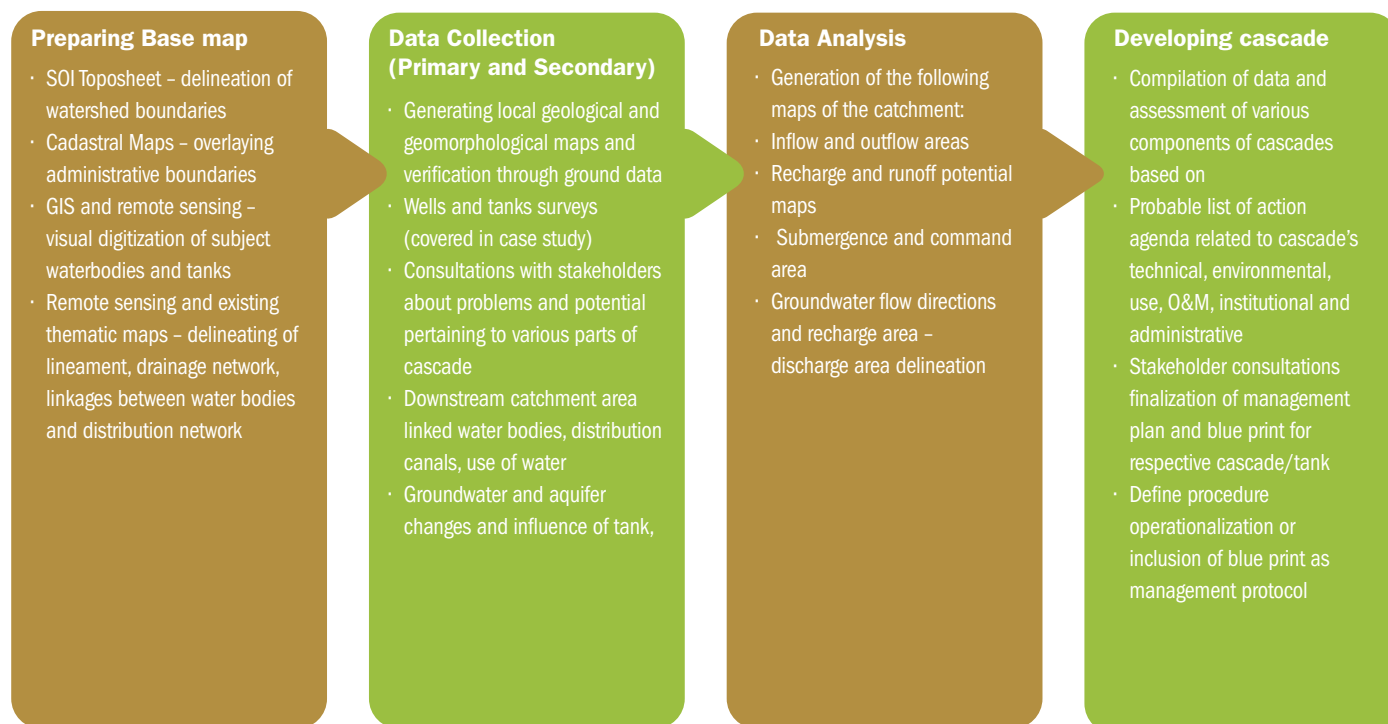 Preparing Base map
· SOI Toposheet – delineation of
watershed boundaries
· Cadastral Maps – overlaying
administrative boundaries
· GIS and remote sensing –
visual digitization of subject
waterbodies and tanks
· Remote sensing and existing
thematic maps – delineating of
lineament, drainage network,
linkages between water bodies
and distribution network
Data Collection
(Primary and Secondary)
· Generating local geological and
geomorphological maps and
verification through ground data
· Wells and tanks surveys
(covered in case study)
· Consultations with stakeholders
about problems and potential
pertaining to various parts of
cascade
· Downstream catchment area
linked water bodies, distribution
canals, use of water
· Groundwater and aquifer
changes and influence of tank,
Data Analysis
· Generation of the following
maps of the catchment:
· Inflow and outflow areas
· Recharge and runoff potential
maps
· Submergence and command
area
· Groundwater flow directions
and recharge area –
discharge area delineation
Developing cascade
· Compilation of data and
assessment of various
components of cascades
based on
· Probable list of action
agenda related to cascade's
technical, environmental,
use, O&M, institutional and
administrative
· Stakeholder consultations
finalization of management
plan and blue print for
respective cascade/tank
· Define procedure
operationalization or
inclusion of blue print as
management protocol